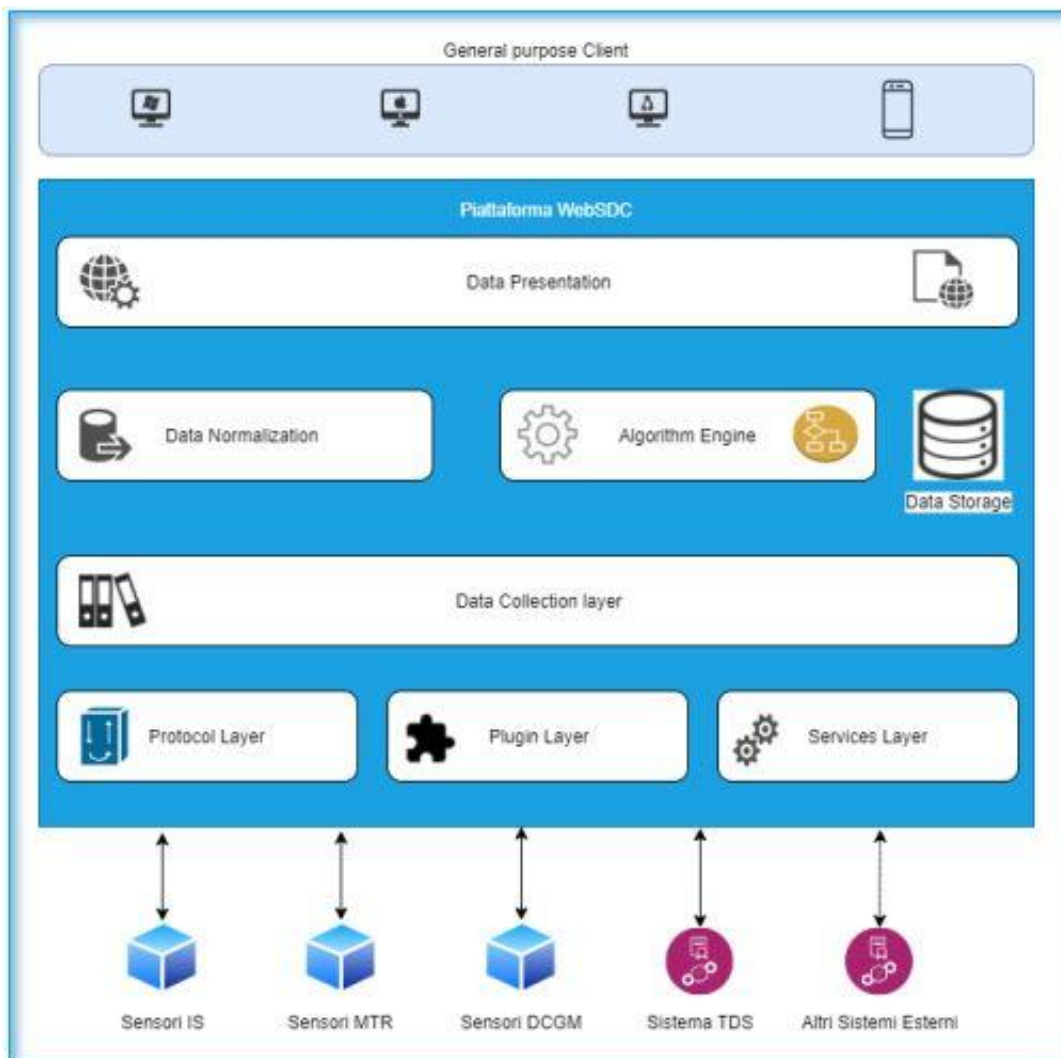 General purpose Client
Piattaforma WebSDC
Data Presentation
Data Normalization
Algorithm Engine
Data Storage
Data Collection layer
Protocol Layer
Plugin Layer
Services Layer
Sensori IS
Sensori MTR
Sensori DCGM
Sistema TDS
Altri Sistemi Esterni